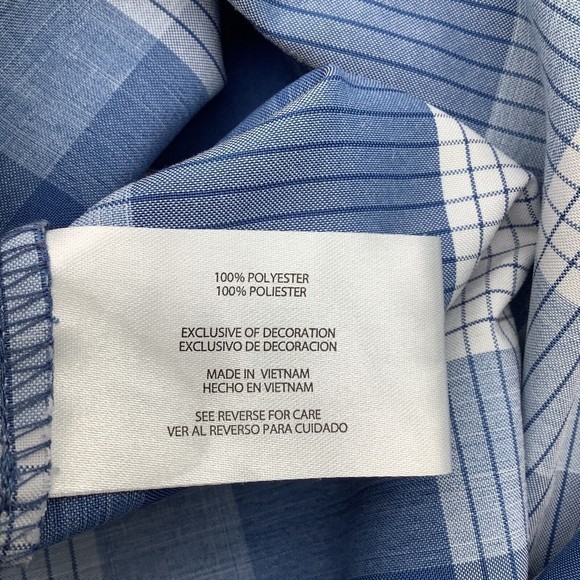 100% POLYESTER
100% POLIESTER
EXCLUSIVE OF DECORATION
EXCLUSIVO DE DECORACION
MADE IN VIETNAM
HECHO EN VIETNAM
SEE REVERSE FOR CARE
VER AL REVERSO PARA CUIDADO